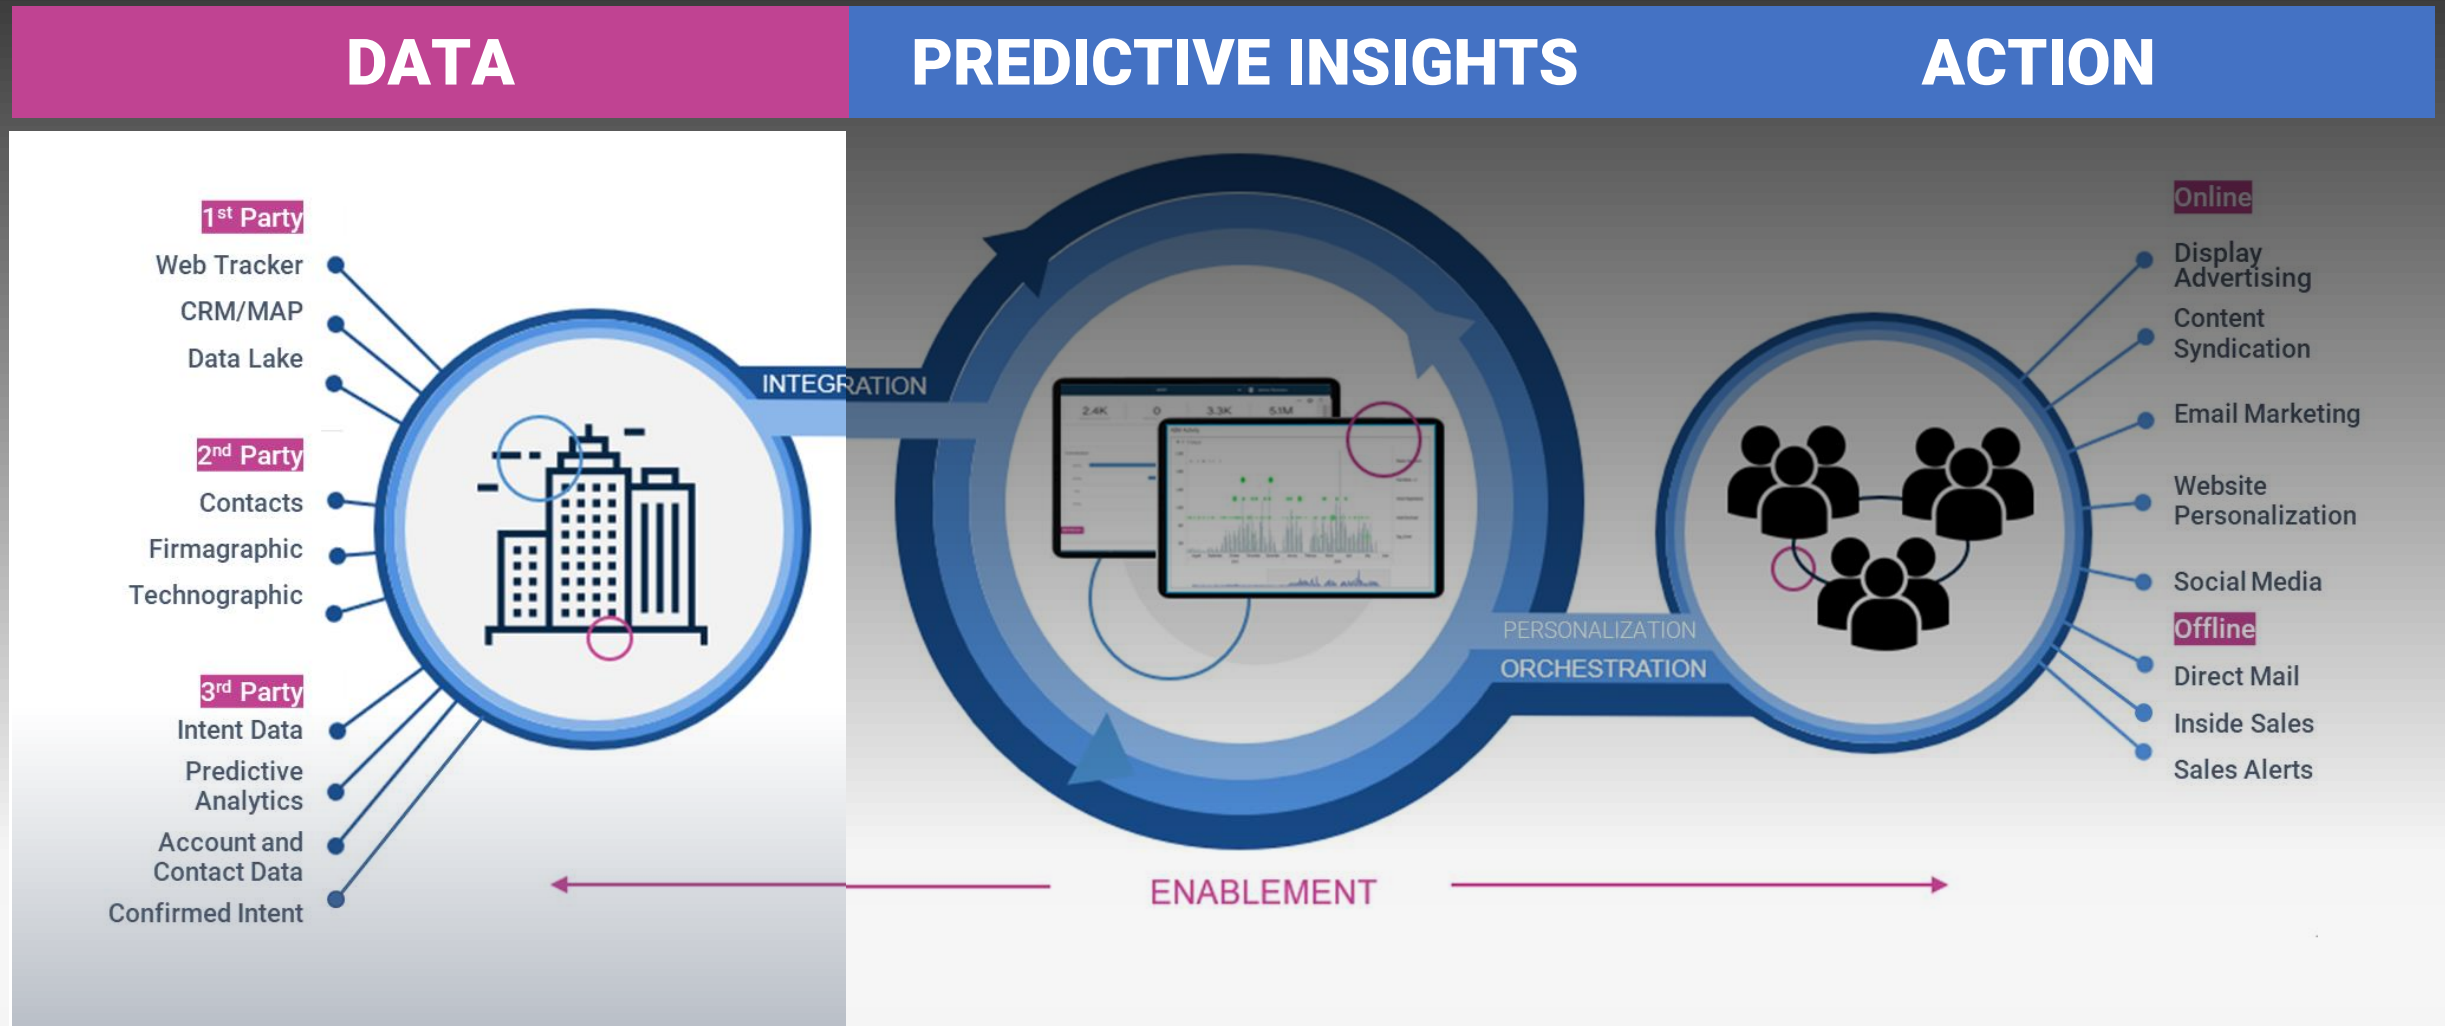 DATA
PREDICTIVE INSIGHTS
ACTION
1st Party
Web Tracker
CRM/MAP
Data Lake
2nd Party
Contacts
Firmagraphic
Technographic
3rd Party
Intent Data
Predictive
Analytics
Account and
Contact Data
Confirmed Intent
INTEGRATION
2.4K
0
3.3K
5.1M
PERSONALIZATION
ORCHESTRATION
ENABLEMENT
Online
Display
Advertising
Content
Syndication
Email Marketing
Website
Personalization
Social Media
Offline
Direct Mail
Inside Sales
Sales Alerts